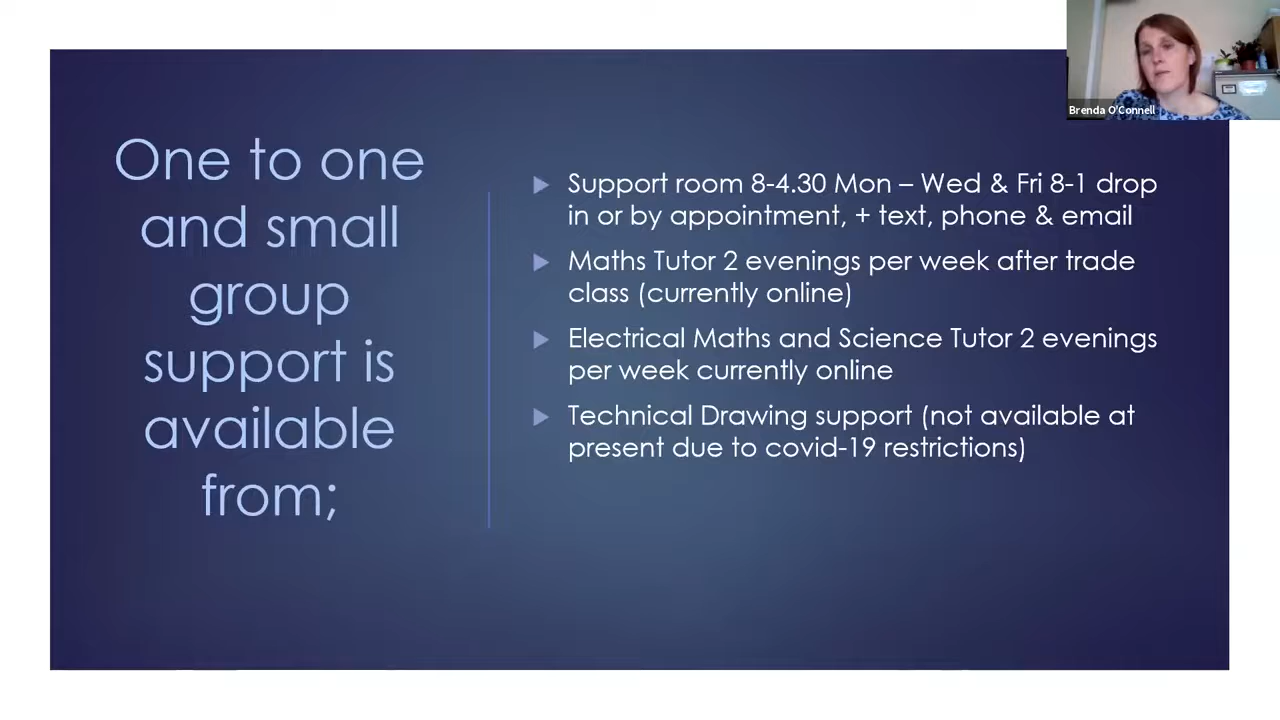 One to one
and small
group
support is
available
from;
Support room 8-4.30 Mon – Wed & Fri 8-1 drop
in or by appointment, + text, phone & email
Maths Tutor 2 evenings per week after trade
class (currently online)
Electrical Maths and Science Tutor 2 evenings
per week currently online
Technical Drawing support (not available at
present due to covid-19 restrictions)
Brenda O'Connell